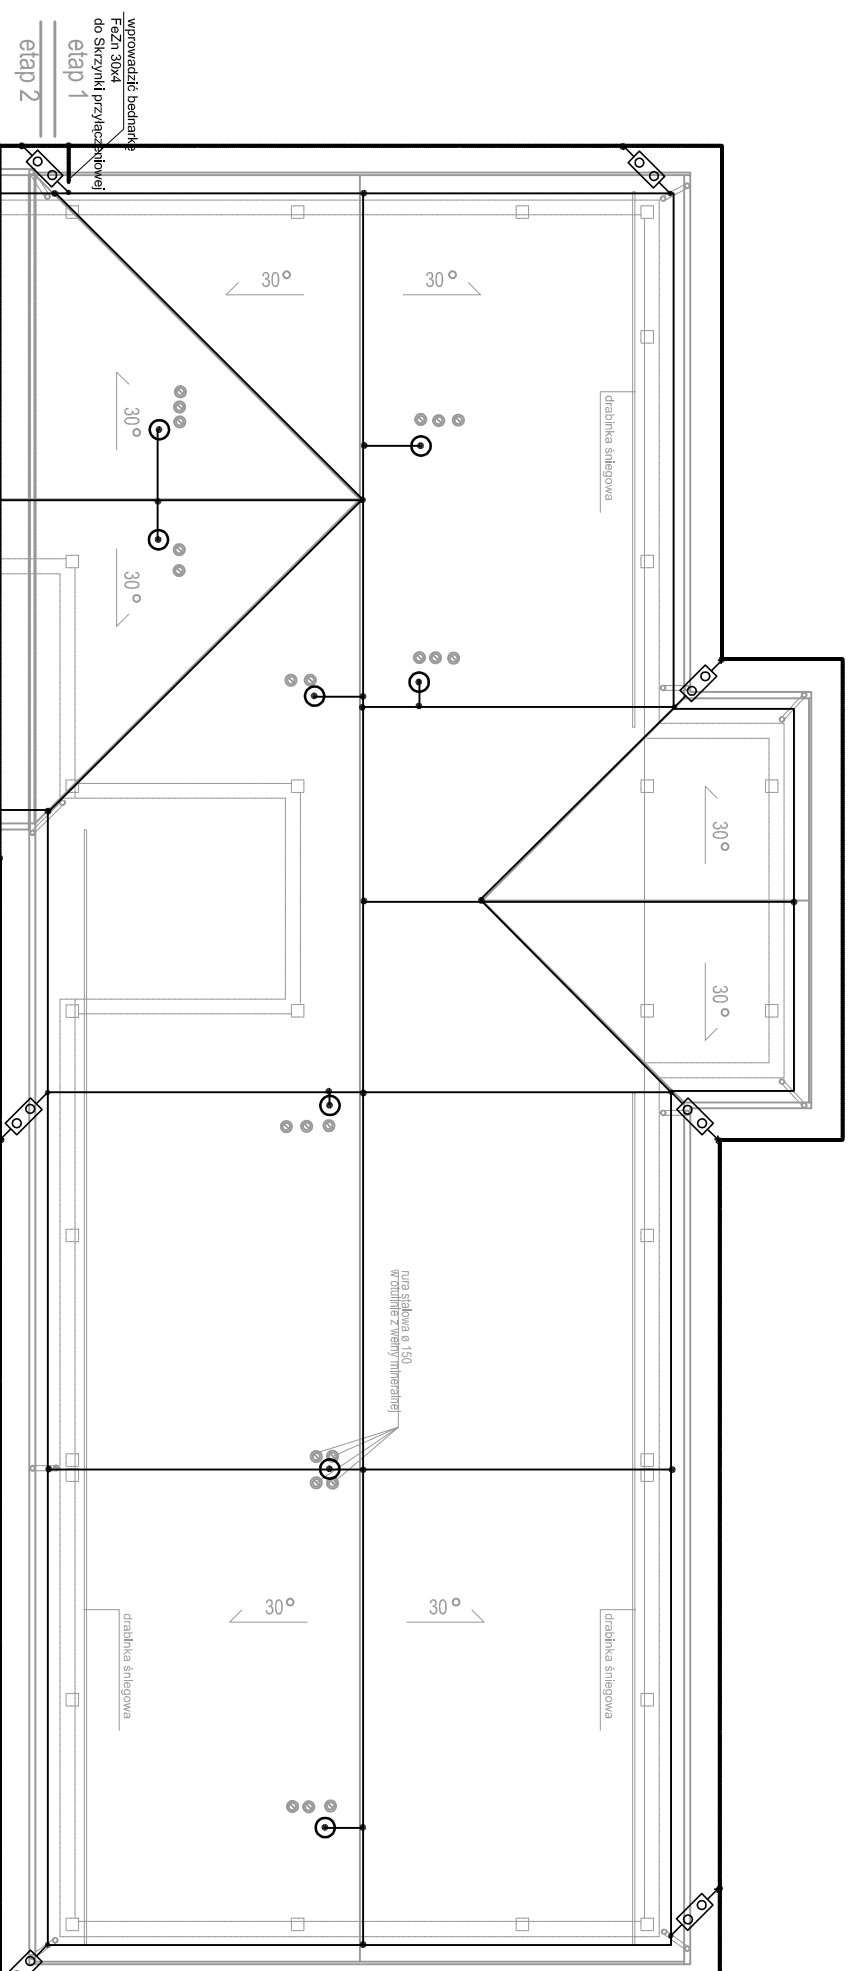 wprowadzić bednarkę
FeZn 30x4
do Skrzynki przyłączeniowej
etap 1
etap 2
30°
30°
30°
drabinka śniegowa
30°
30°
30°
rura stalowa ø 150
w otulinie z wełny mineralnej
30°
30°
drabinka śniegowa
drabinka śniegowa